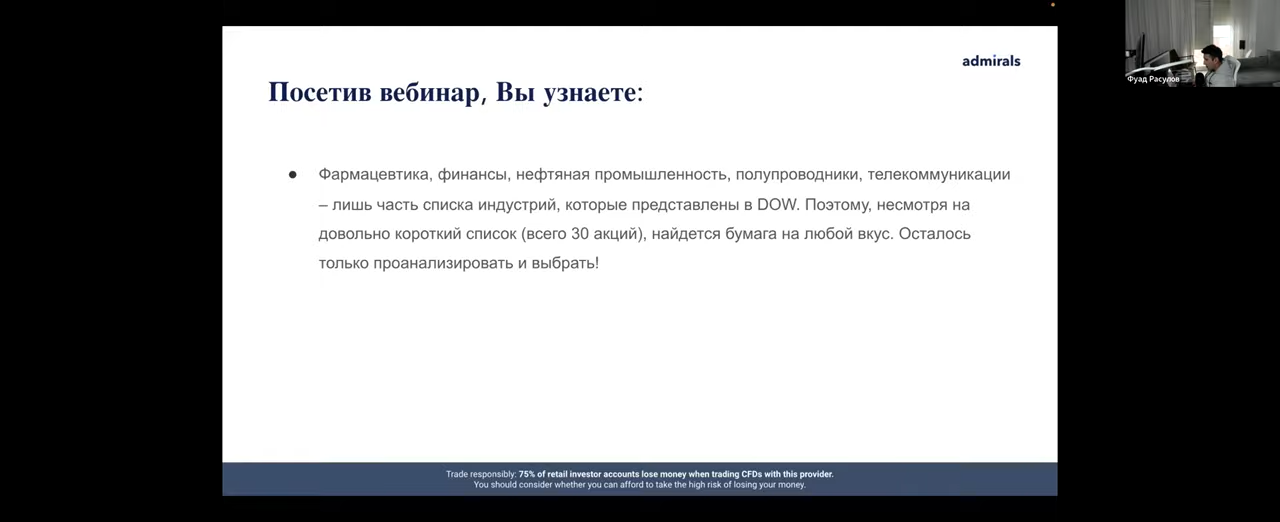 admirals
Посетив вебинар, Вы узнаете:
● Фармацевтика, финансы, нефтяная промышленность, полупроводники, телекоммуникации
– лишь часть списка индустрий, которые представлены в DOW. Поэтому, несмотря на
довольно короткий список (всего 30 акций), найдется бумага на любой вкус. Осталось
только проанализировать и выбрать!
Trade responsibly: 75% of retail investor accounts lose money when trading CFDs with this provider.
You should consider whether you can afford to take the high risk of losing your money.
Фуад Расулов